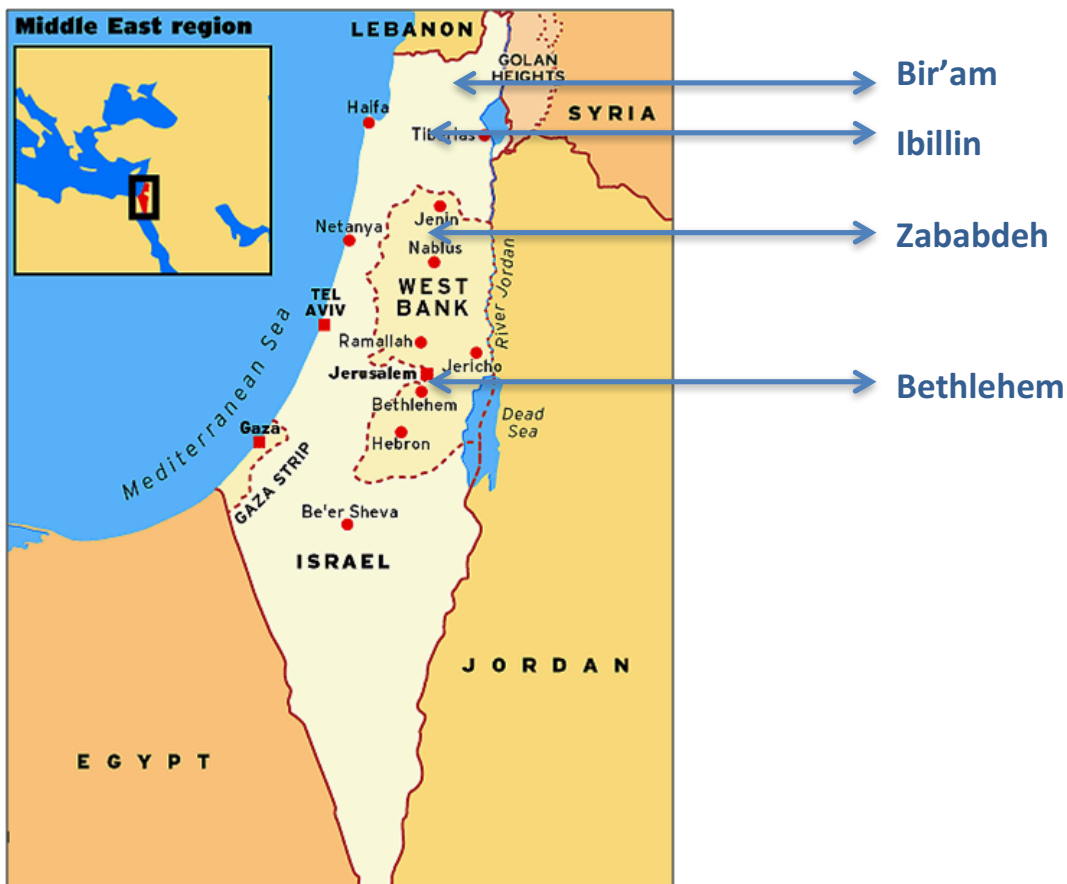 Middle East region
LEBANON
GOLAN
HEIGHTS
Bir’am
SYRIA
Haifa
Tiberias
Ibillin
Jenin
Netanya
Zababdeh
Nablus
WEST
BANK
River Jordan
TEL
AVIV
Mediterranean Sea
Ramallah
Jericho
Jerusalem
Bethlehem
Bethlehem
Dead
Sea
Gaza
Hebron
GAZA STRIP
Be'er Sheva
ISRAEL
JORDAN
EGYPT